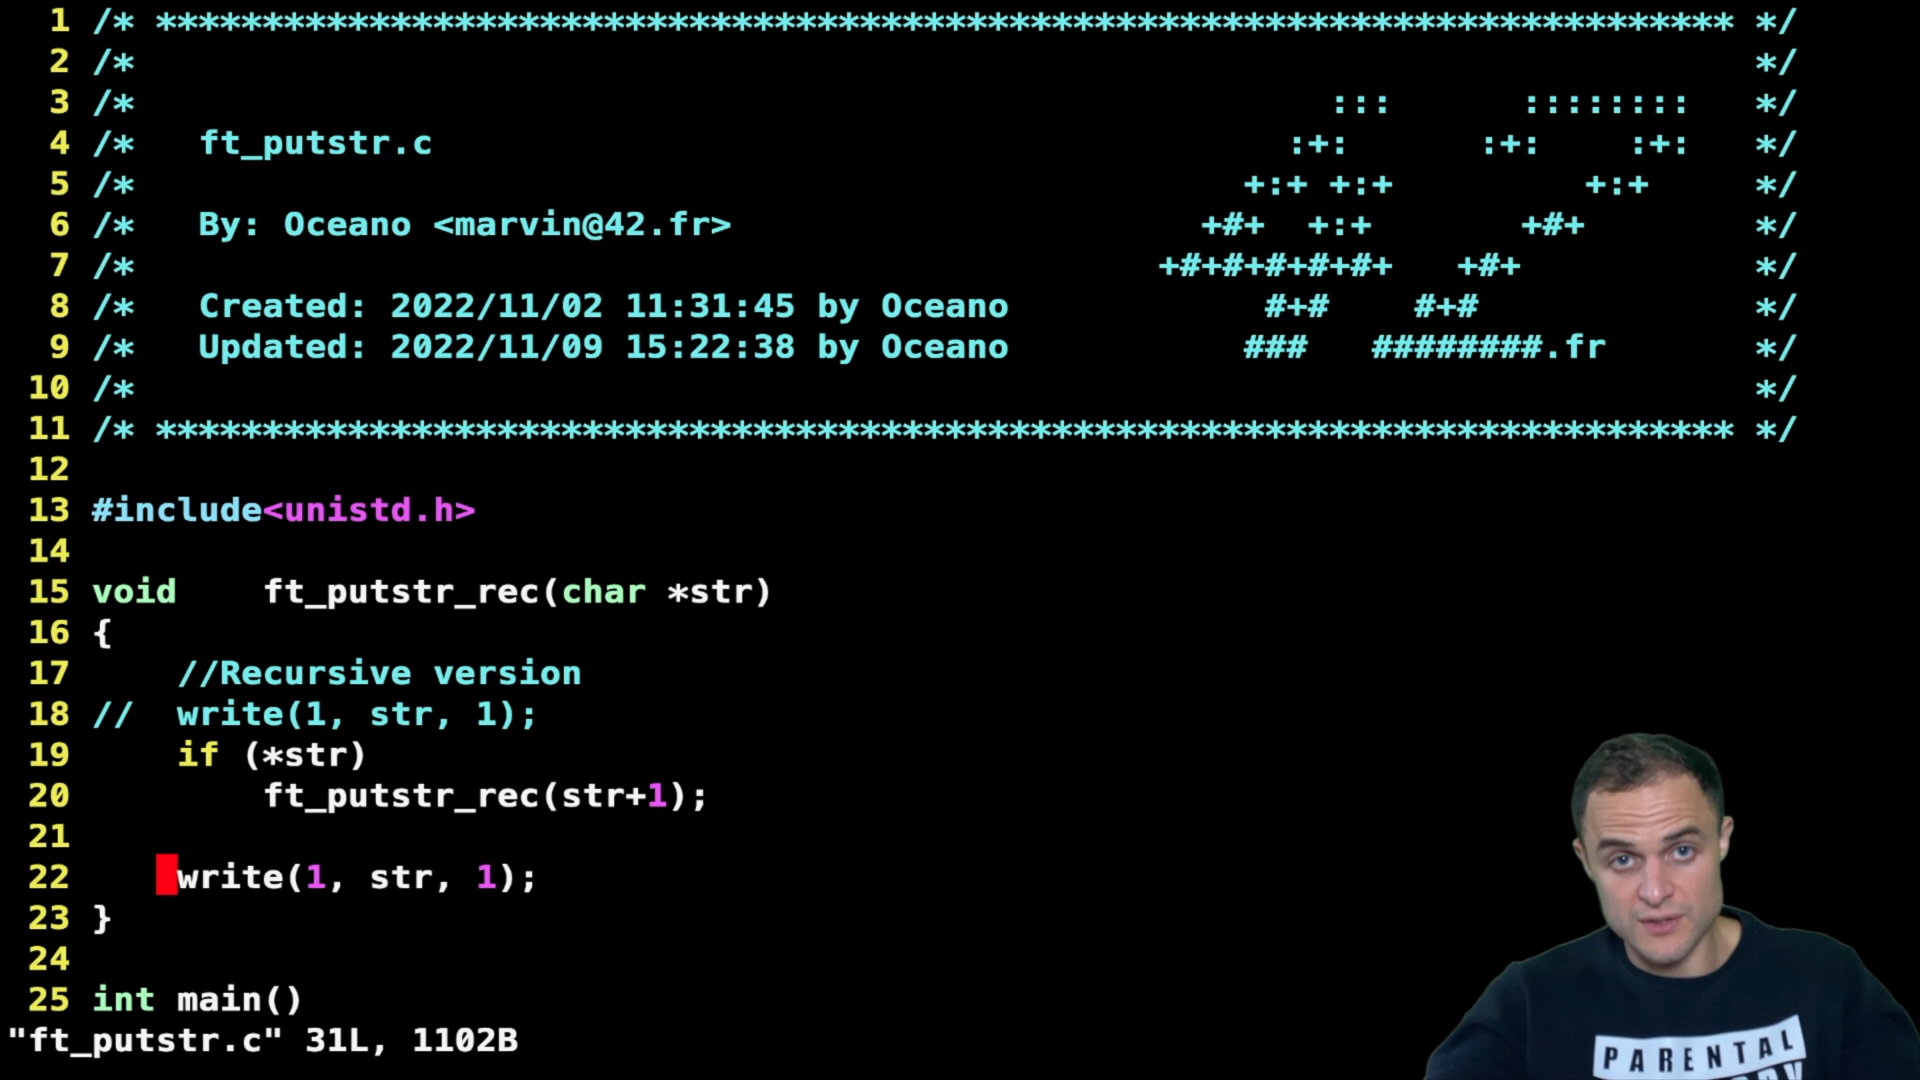 1 /* ************************************************************************** */
2 /*                                                                            */
3 /*                                                        :::      ::::::::   */
4 /*   ft_putstr.c                                        :+:      :+:    :+:   */
5 /*                                                    +:+ +:+         +:+     */
6 /*   By: Oceano <marvin@42.fr>                      +#+  +:+       +#+        */
7 /*                                                +#+#+#+#+#+   +#+           */
8 /*   Created: 2022/11/02 11:31:45 by Oceano            #+#    #+#             */
9 /*   Updated: 2022/11/09 15:22:38 by Oceano           ###   ########.fr       */
10 /*                                                                            */
11 /* ************************************************************************** */
12
13 #include<unistd.h>
14
15 void    ft_putstr_rec(char *str)
16 {
17     //Recursive version
18 //  write(1, str, 1);
19     if (*str)
20         ft_putstr_rec(str+1);
21
22     write(1, str, 1);
23 }
24
25 int main()
"ft_putstr.c" 31L, 1102B
PARENTAL